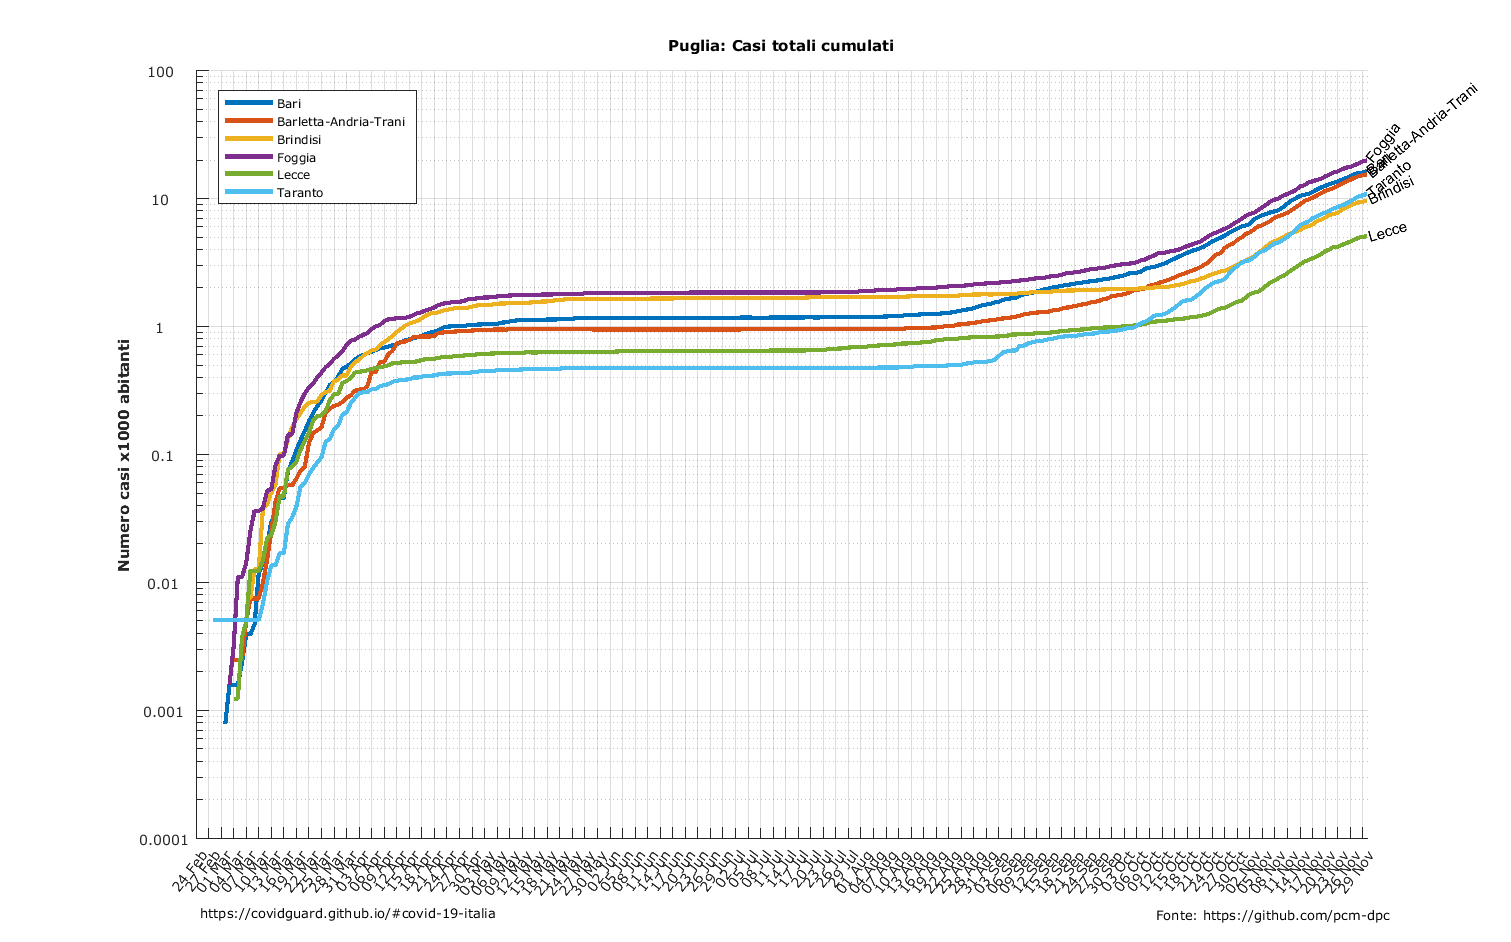 Puglia: Casi totali cumulati
Numero casi x1000 abitanti
100
10
1
0.1
0.01
0.001
0.0001
Bari
Barletta-Andria-Trani
Brindisi
Foggia
Lecce
Taranto
Foggia
Barletta-Andria-Trani
Bari
Taranto
Brindisi
Lecce
24 Feb
27 Feb
01 Mar
04 Mar
07 Mar
10 Mar
13 Mar
16 Mar
19 Mar
22 Mar
25 Mar
28 Mar
31 Mar
03 Apr
06 Apr
09 Apr
12 Apr
15 Apr
18 Apr
21 Apr
24 Apr
27 Apr
30 Apr
03 May
06 May
09 May
12 May
15 May
18 May
21 May
24 May
27 May
30 May
02 Jun
05 Jun
08 Jun
11 Jun
14 Jun
17 Jun
20 Jun
23 Jun
26 Jun
29 Jun
02 Jul
05 Jul
08 Jul
11 Jul
14 Jul
17 Jul
20 Jul
23 Jul
26 Jul
29 Jul
01 Aug
04 Aug
07 Aug
10 Aug
13 Aug
16 Aug
19 Aug
22 Aug
25 Aug
28 Aug
31 Aug
03 Sep
06 Sep
09 Sep
12 Sep
15 Sep
18 Sep
21 Sep
24 Sep
27 Sep
30 Sep
03 Oct
06 Oct
09 Oct
12 Oct
15 Oct
18 Oct
21 Oct
24 Oct
27 Oct
30 Oct
02 Nov
05 Nov
08 Nov
11 Nov
14 Nov
17 Nov
20 Nov
23 Nov
26 Nov
29 Nov
https://covidguard.github.io/#covid-19-italia
Fonte: https://github.com/pcm-dpc